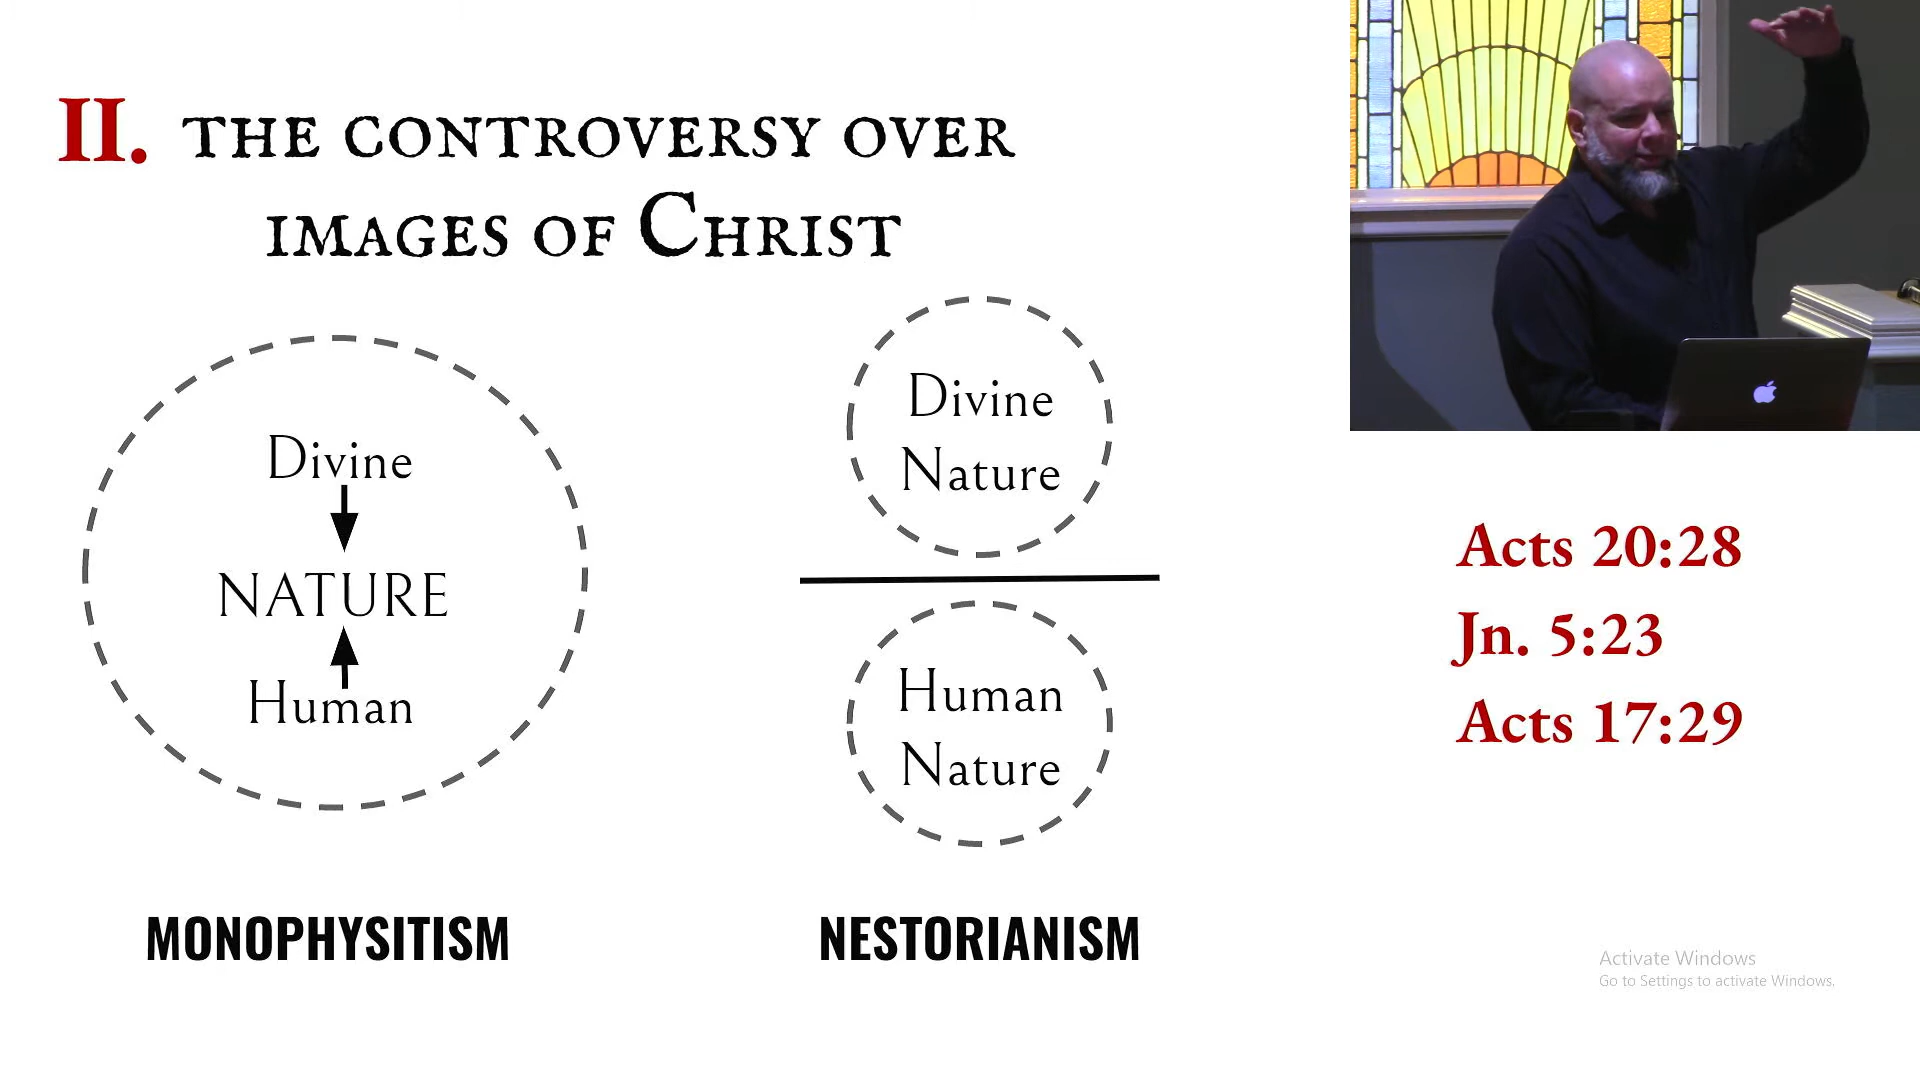 II. THE CONTROVERSY OVER
IMAGES OF CHRIST
Divine
NATURE
Human
MONOPHYSITISM
Divine
Nature
Human
Nature
NESTORIANISM
Acts 20:28
Jn. 5:23
Acts 17:29
Activate Windows
Go to Settings to activate Windows.